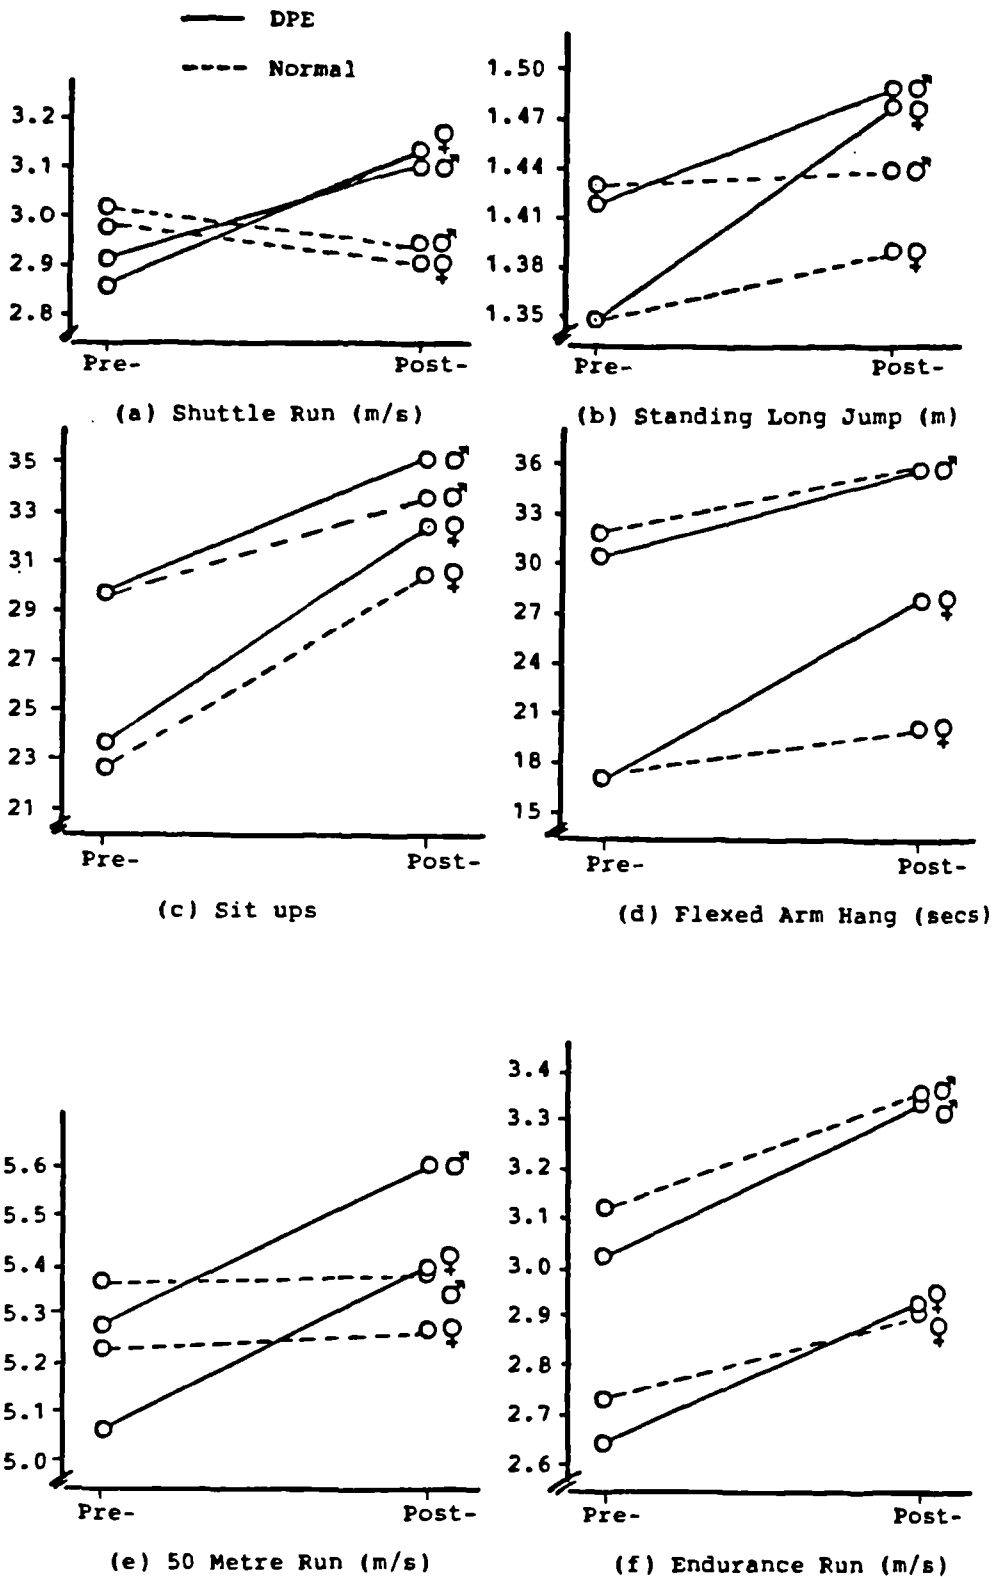 DPE
Normal
3.2
3.1
3.0
2.9
2.8
Pre-
Post-
(a) Shuttle Run (m/s)
1.50
1.47
1.44
1.41
1.38
1.35
Pre-
Post-
(b) Standing Long Jump (m)
35
33
31
29
27
25
23
21
Pre-
Post-
(c) Sit ups
36
33
30
27
24
21
18
15
Pre-
Post-
(d) Flexed Arm Hang (secs)
5.6
5.5
5.4
5.3
5.2
5.1
5.0
Pre-
Post-
(e) 50 Metre Run (m/s)
3.4
3.3
3.2
3.1
3.0
2.9
2.8
2.7
2.6
Pre-
Post-
(f) Endurance Run (m/s)